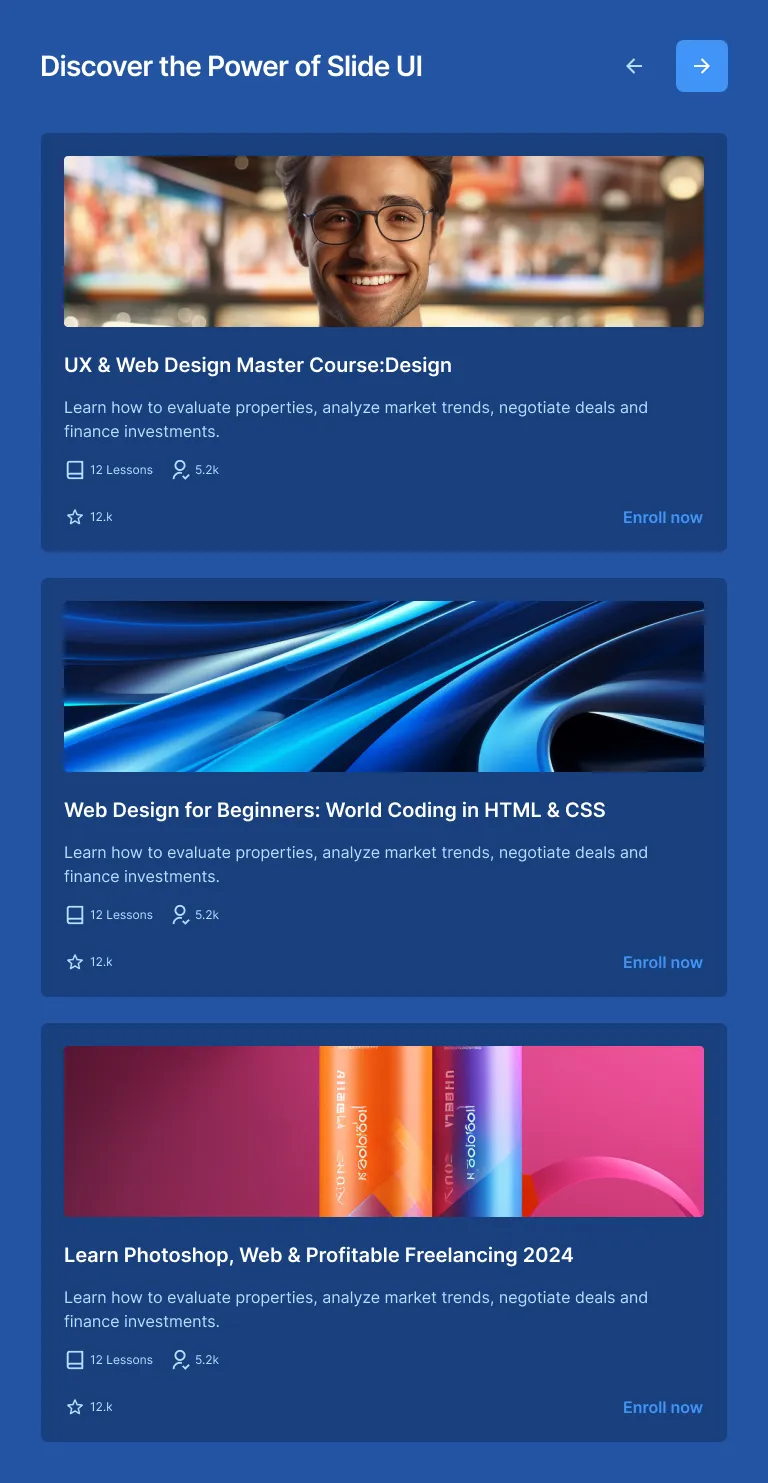 Discover the Power of Slide UI
UX & Web Design Master Course:Design
Learn how to evaluate properties, analyze market trends, negotiate deals and
finance investments.
12 Lessons 5.2k
12.k Enroll now
Web Design for Beginners: World Coding in HTML & CSS
Learn how to evaluate properties, analyze market trends, negotiate deals and
finance investments.
12 Lessons 5.2k
12.k Enroll now
Learn Photoshop, Web & Profitable Freelancing 2024
Learn how to evaluate properties, analyze market trends, negotiate deals and
finance investments.
12 Lessons 5.2k
12.k Enroll now